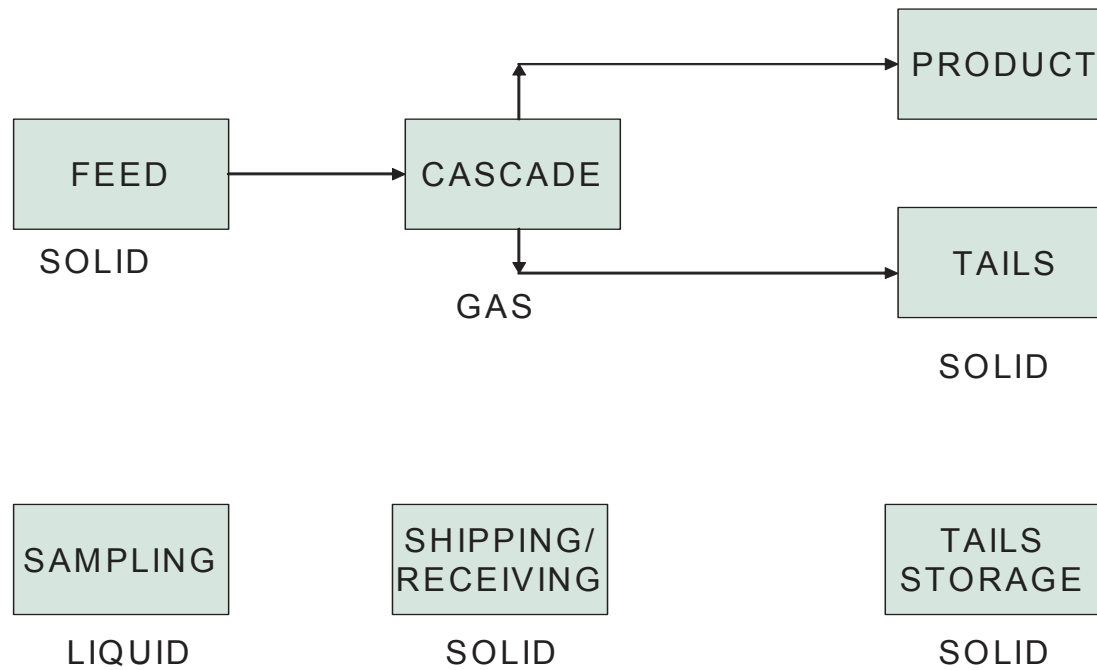 PRODUCT
FEED
CASCADE
SOLID
TAILS
GAS
SOLID
SAMPLING
SHIPPING/
RECEIVING
TAILS
STORAGE
LIQUID
SOLID
SOLID